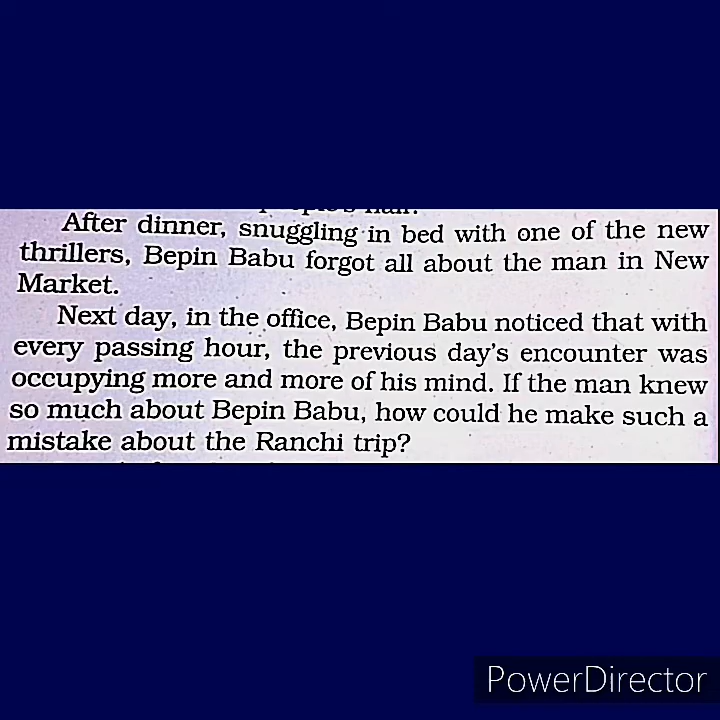 After dinner, snuggling in bed with one of the new
thrillers, Bepin Babu forgot all about the man in New
Market.
Next day, in the office, Bepin Babu noticed that with
every passing hour, the previous day's encounter was
occupying more and more of his mind. If the man knew
so much about Bepin Babu, how could he make such a
mistake about the Ranchi trip?
PowerDirector